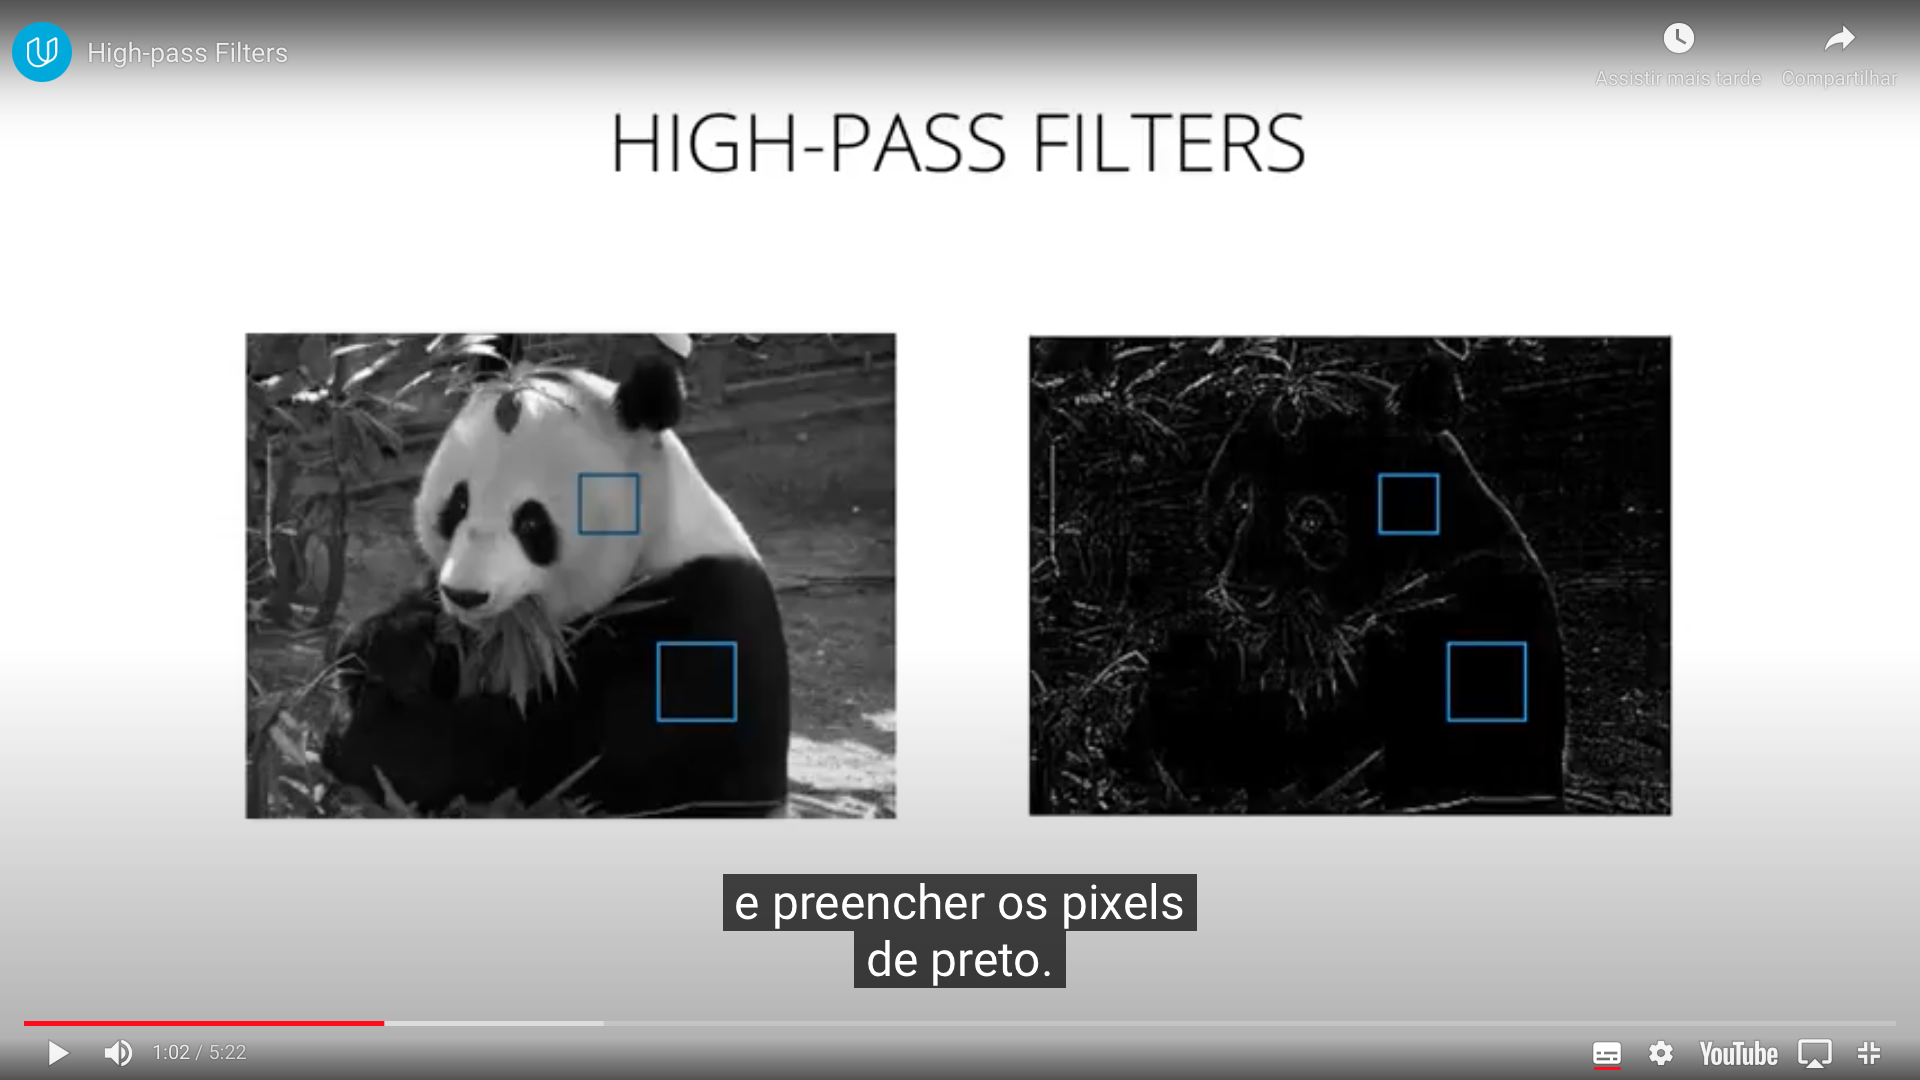 High-pass Filters
Assistir mais tarde
Compartilhar
HIGH-PASS FILTERS
e preencher os pixels
de preto.
1:02 / 5:22
YouTube